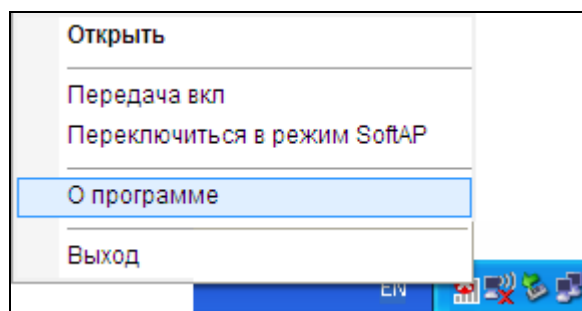 Открыть
Передача вкл
Переключиться в режим SoftAP
О программе
Выход
EN